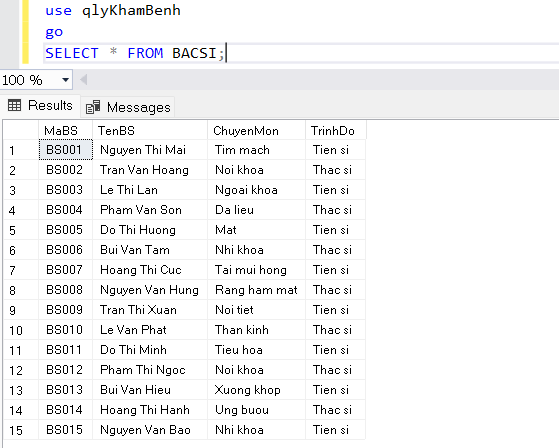 use qlyKhamBenh
go
SELECT * FROM BACSI;
100 %
Results Messages
MaBS TenBS ChuyenMon TrinhDo
1 BS001 Nguyen Thi Mai Tim mach Tien si
2 BS002 Tran Van Hoang Noi khoa Thac si
3 BS003 Le Thi Lan Ngoai khoa Tien si
4 BS004 Pham Van Son Da lieu Thac si
5 BS005 Do Thi Huong Mat Tien si
6 BS006 Bui Van Tam Nhi khoa Thac si
7 BS007 Hoang Thi Cuc Tai mui hong Tien si
8 BS008 Nguyen Van Hung Rang ham mat Thac si
9 BS009 Tran Thi Xuan Noi tiet Tien si
10 BS010 Le Van Phat Than kinh Thac si
11 BS011 Do Thi Minh Tieu hoa Tien si
12 BS012 Pham Thi Ngoc Noi khoa Thac si
13 BS013 Bui Van Hieu Xuong khop Tien si
14 BS014 Hoang Thi Hanh Ung buou Thac si
15 BS015 Nguyen Van Bao Nhi khoa Tien si